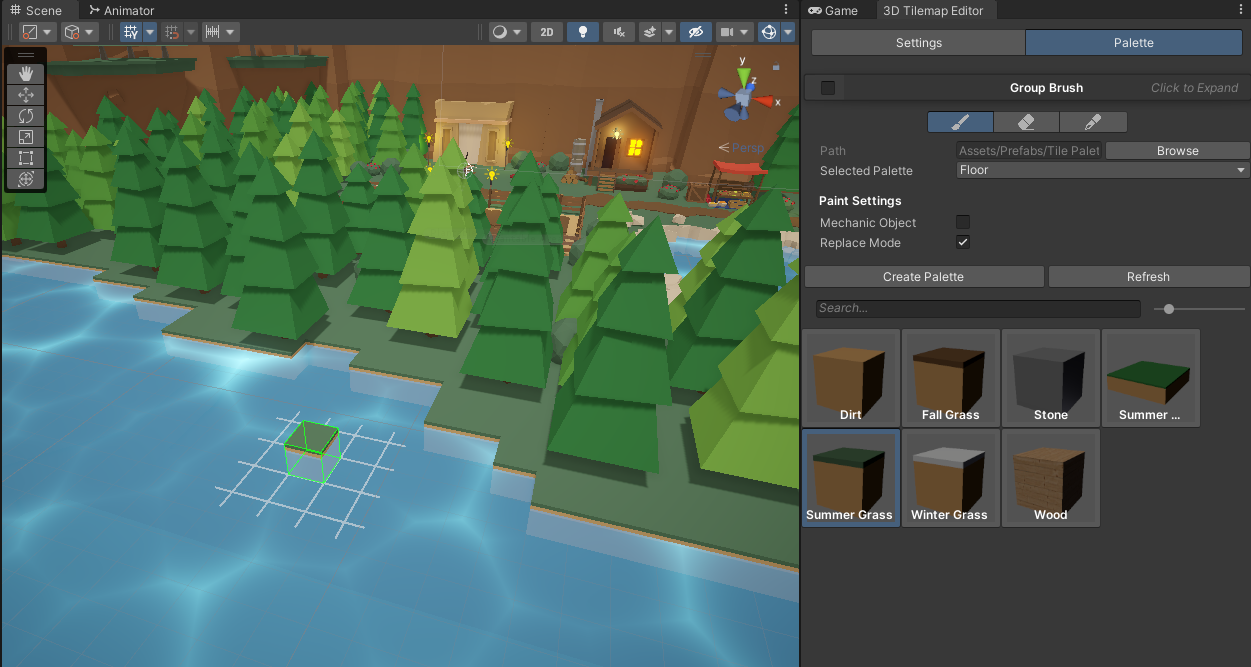 Scene
Animator
Game
3D Tilemap Editor
2D
y
z
x
Persp
Settings
Palette
Group Brush
Click to Expand
Path
Assets/Prefabs/Tile Palet
Browse
Selected Palette
Floor
Paint Settings
Mechanic Object
Replace Mode
Create Palette
Refresh
Search...
Dirt
Fall Grass
Stone
Summer ...
Summer Grass
Winter Grass
Wood